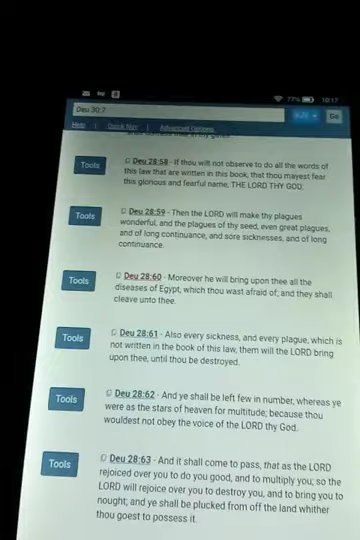 77% 10:17
Deu 30:7
KJV
Go
Help | Quick Nav | Advanced Options
Tools
Deu 28:58 - If thou wilt not observe to do all the words of
this law that are written in this book, that thou mayest fear
this glorious and fearful name, THE LORD THY GOD;
Tools
Deu 28:59 - Then the LORD will make thy plagues
wonderful, and the plagues of thy seed, even great plagues,
and of long continuance, and sore sicknesses, and of long
continuance.
Tools
Deu 28:60 - Moreover he will bring upon thee all the
diseases of Egypt, which thou wast afraid of; and they shall
cleave unto thee.
Tools
Deu 28:61 - Also every sickness, and every plague, which is
not written in the book of this law, them will the LORD bring
upon thee, until thou be destroyed.
Tools
Deu 28:62 - And ye shall be left few in number, whereas ye
were as the stars of heaven for multitude; because thou
wouldest not obey the voice of the LORD thy God.
Tools
Deu 28:63 - And it shall come to pass, that as the LORD
rejoiced over you to do you good, and to multiply you; so the
LORD will rejoice over you to destroy you, and to bring you to
nought; and ye shall be plucked from off the land whither
thou goest to possess it.